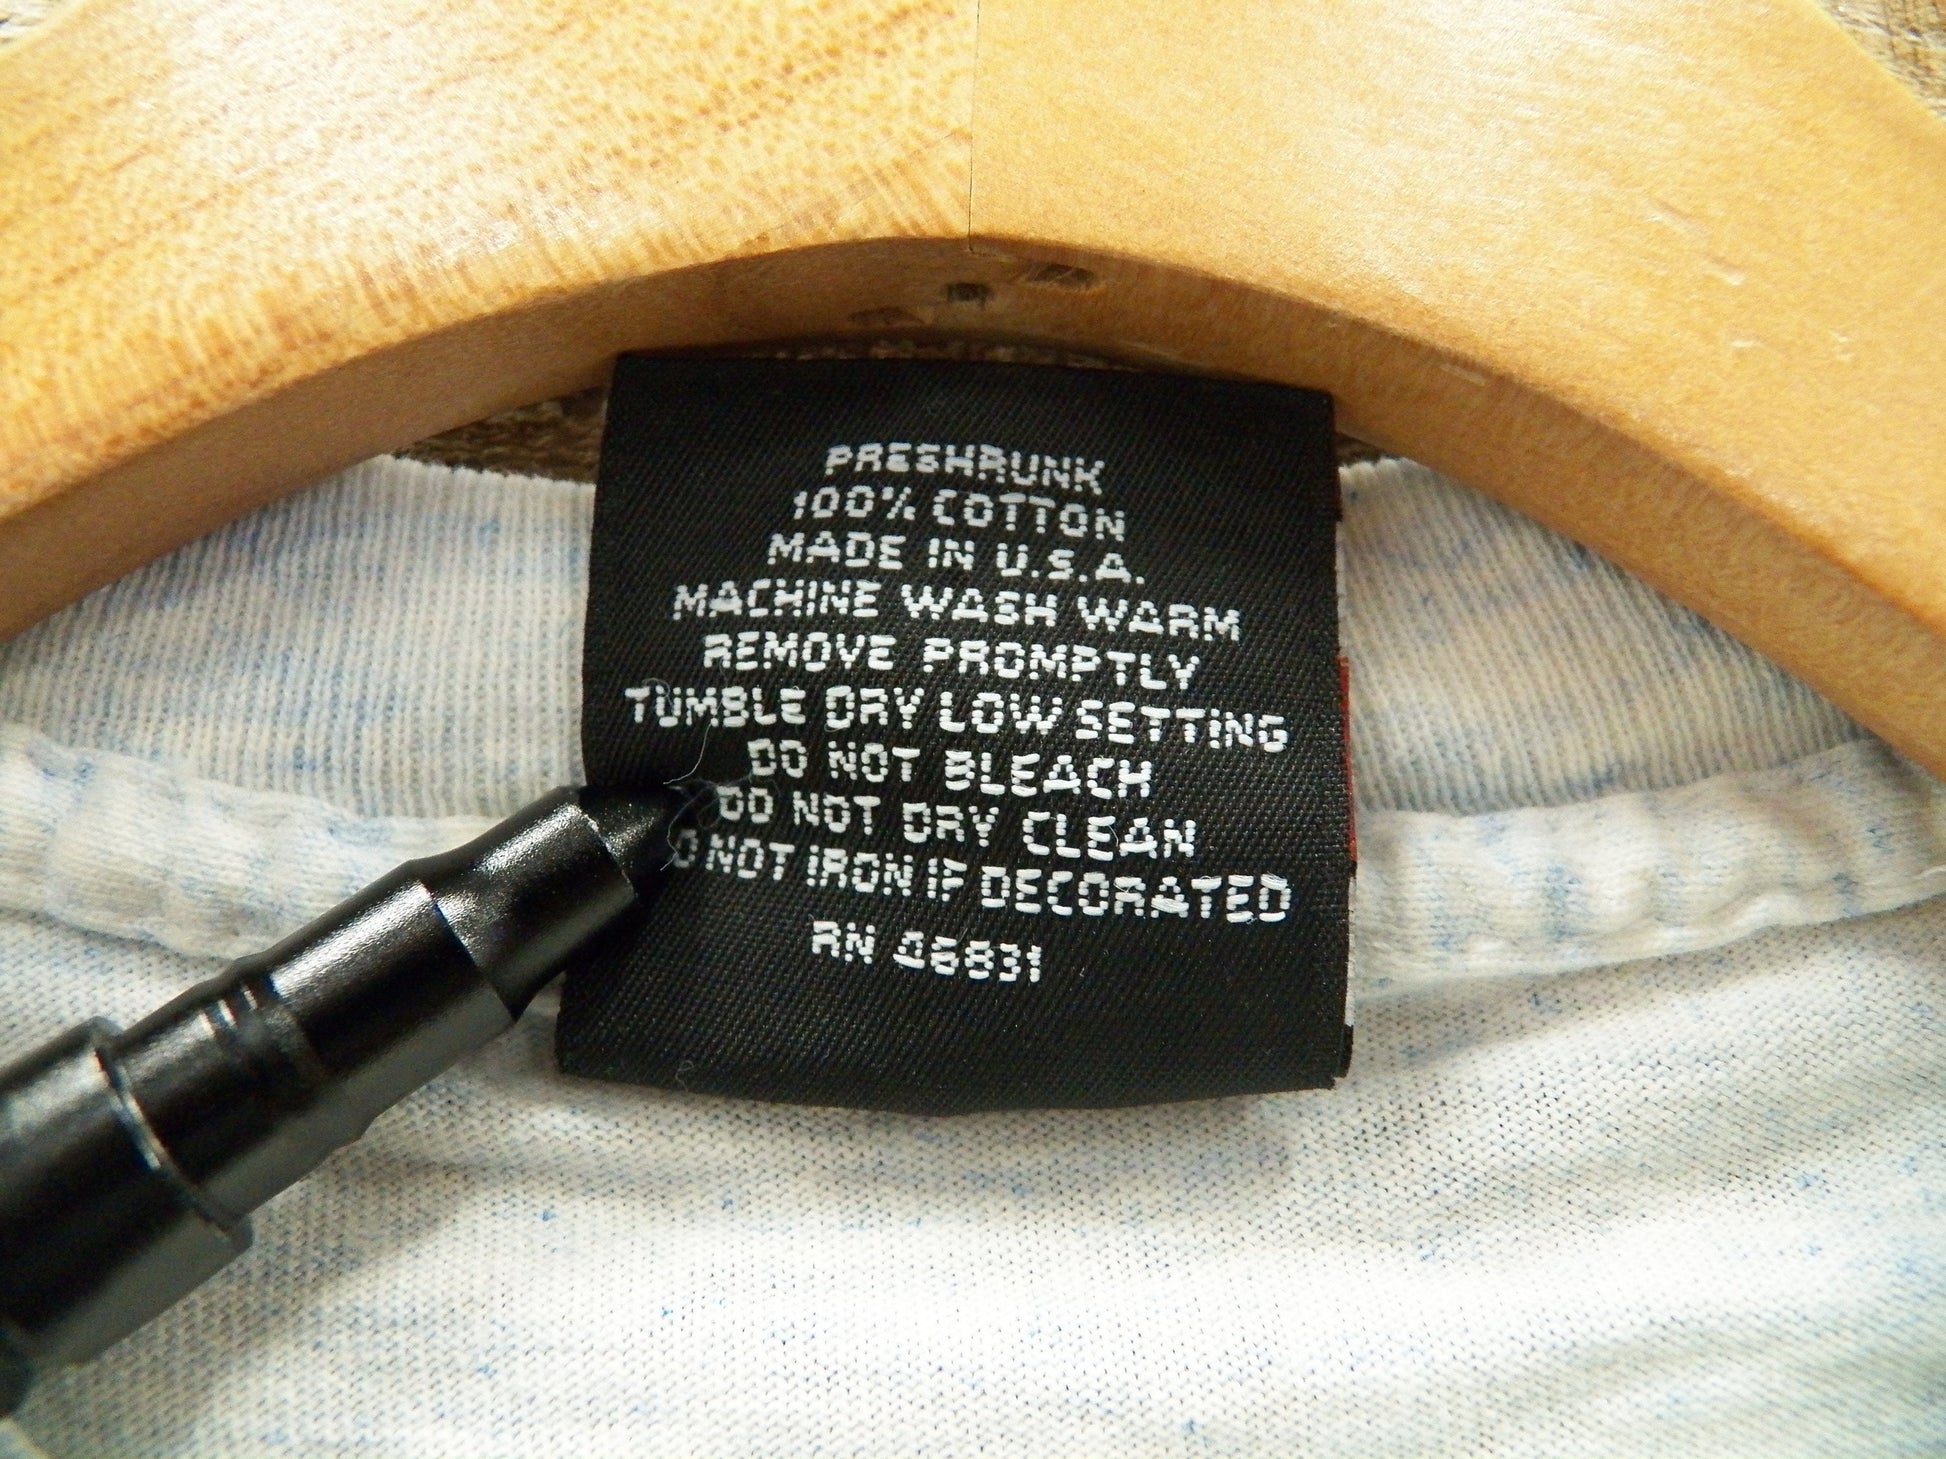 PRESHRUNK
100% COTTON
MADE IN U.S.A.
MACHINE WASH WARM
REMOVE PROMPTLY
TUMBLE DRY LOW SETTING
DO NOT BLEACH
DO NOT DRY CLEAN
O NOT IRON IF DECORATED
RN 46831